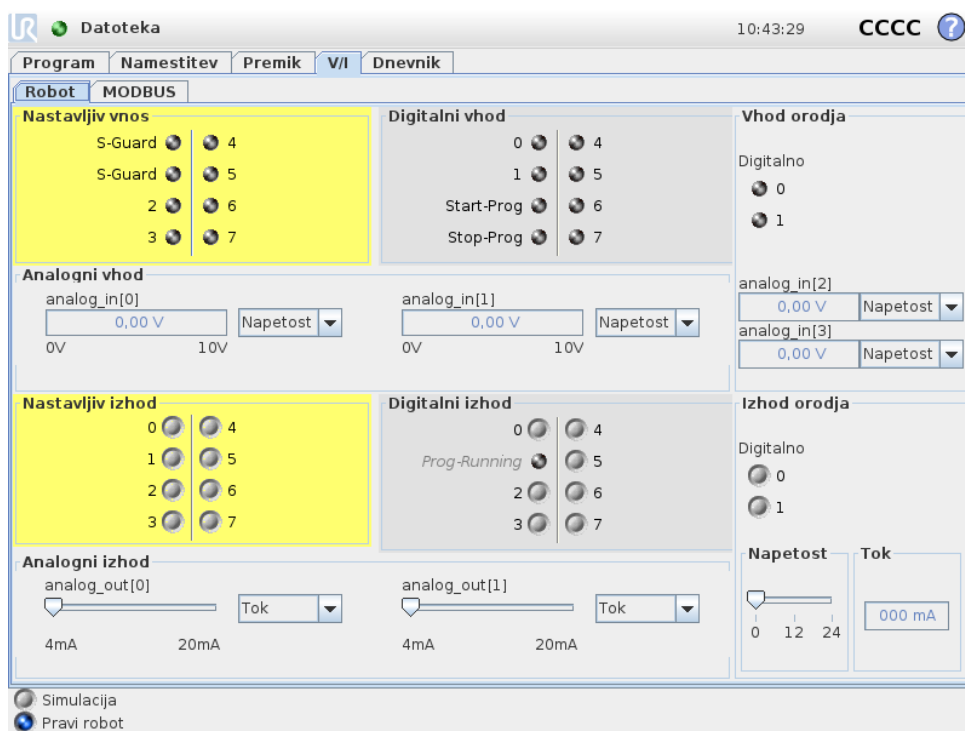 UR Datoteka 10:43:29 CCCC ?
Program Namestitev Premik V/I Dnevnik
Robot MODBUS
Nastavljiv vnos
S-Guard 4
S-Guard 5
2 6
3 7
Digitalni vhod
0 4
1 5
Start-Prog 6
Stop-Prog 7
Vhod orodja
Digitalno
0
1
analog_in[2]
0,00 V Napetost
analog_in[3]
0,00 V Napetost
Analogni vhod
analog_in[0]
0,00 V Napetost
0V 10V
analog_in[1]
0,00 V Napetost
0V 10V
Nastavljiv izhod
0 4
1 5
2 6
3 7
Digitalni izhod
0 4
Prog-Running 5
2 6
3 7
Izhod orodja
Digitalno
0
1
Napetost
0 12 24
Tok
000 mA
Analogni izhod
analog_out[0]
Tok
4mA 20mA
analog_out[1]
Tok
4mA 20mA
Simulacija
Pravi robot